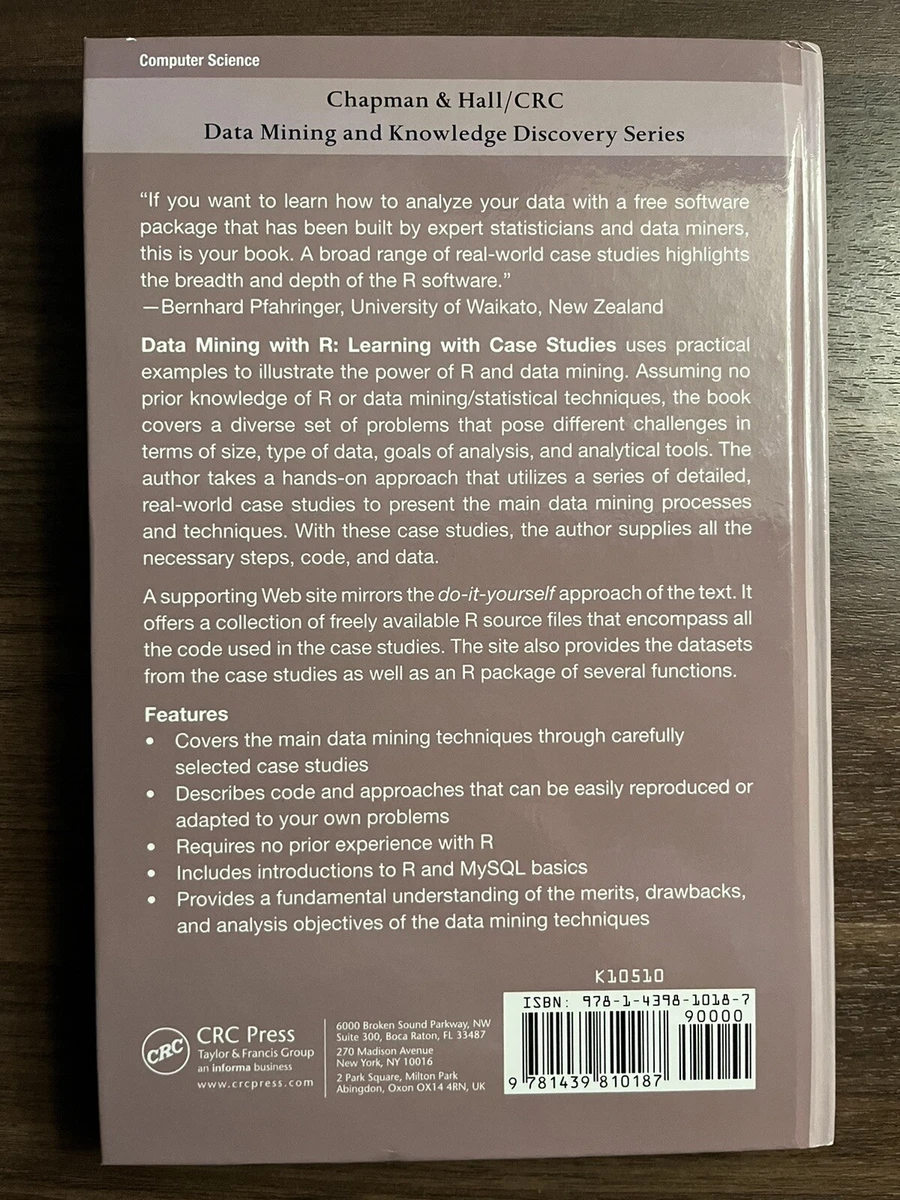 Computer Science
Chapman & Hall/CRC
Data Mining and Knowledge Discovery Series
“If you want to learn how to analyze your data with a free software
package that has been built by expert statisticians and data miners,
this is your book. A broad range of real-world case studies highlights
the breadth and depth of the R software.”
—Bernhard Pfahringer, University of Waikato, New Zealand
Data Mining with R: Learning with Case Studies uses practical
examples to illustrate the power of R and data mining. Assuming no
prior knowledge of R or data mining/statistical techniques, the book
covers a diverse set of problems that pose different challenges in
terms of size, type of data, goals of analysis, and analytical tools. The
author takes a hands-on approach that utilizes a series of detailed,
real-world case studies to present the main data mining processes
and techniques. With these case studies, the author supplies all the
necessary steps, code, and data.
A supporting Web site mirrors the do-it-yourself approach of the text. It
offers a collection of freely available R source files that encompass all
the code used in the case studies. The site also provides the datasets
from the case studies as well as an R package of several functions.
Features
• Covers the main data mining techniques through carefully
selected case studies
• Describes code and approaches that can be easily reproduced or
adapted to your own problems
• Requires no prior experience with R
• Includes introductions to R and MySQL basics
• Provides a fundamental understanding of the merits, drawbacks,
and analysis objectives of the data mining techniques
K10510
ISBN: 978-1-4398-1018-7
90000
9 781439 810187
CRC
CRC Press
Taylor & Francis Group
an informa business
www.crcpress.com
6000 Broken Sound Parkway, NW
Suite 300, Boca Raton, FL 33487
270 Madison Avenue
New York, NY 10016
2 Park Square, Milton Park
Abingdon, Oxon OX14 4RN, UK